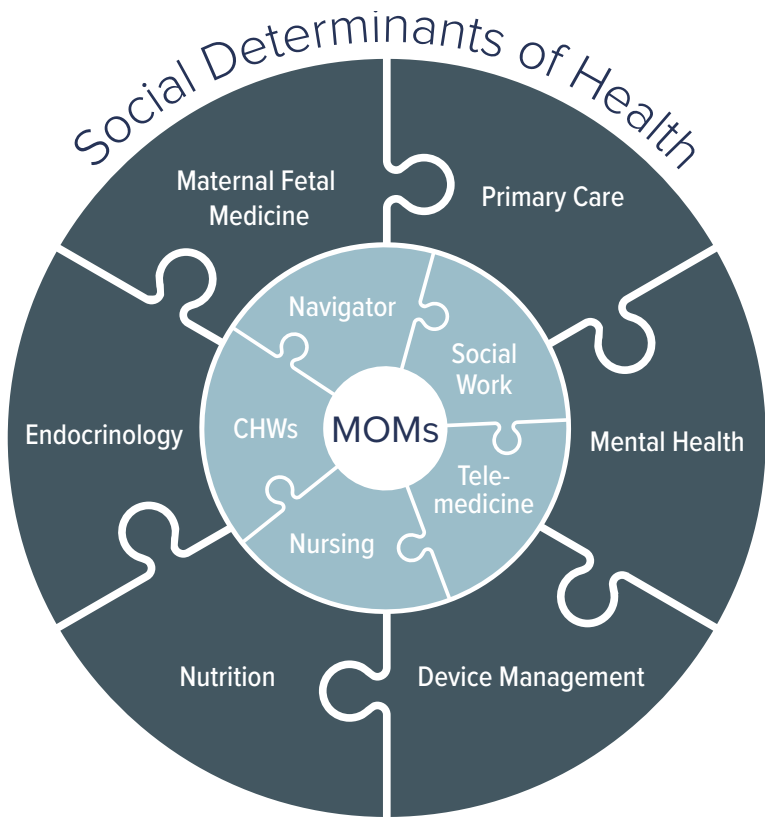 Social Determinants of Health
Maternal Fetal
Medicine
Primary Care
Navigator
Social
Work
Endocrinology
CHWs
MOMs
Mental Health
Tele-
medicine
Nursing
Nutrition
Device Management